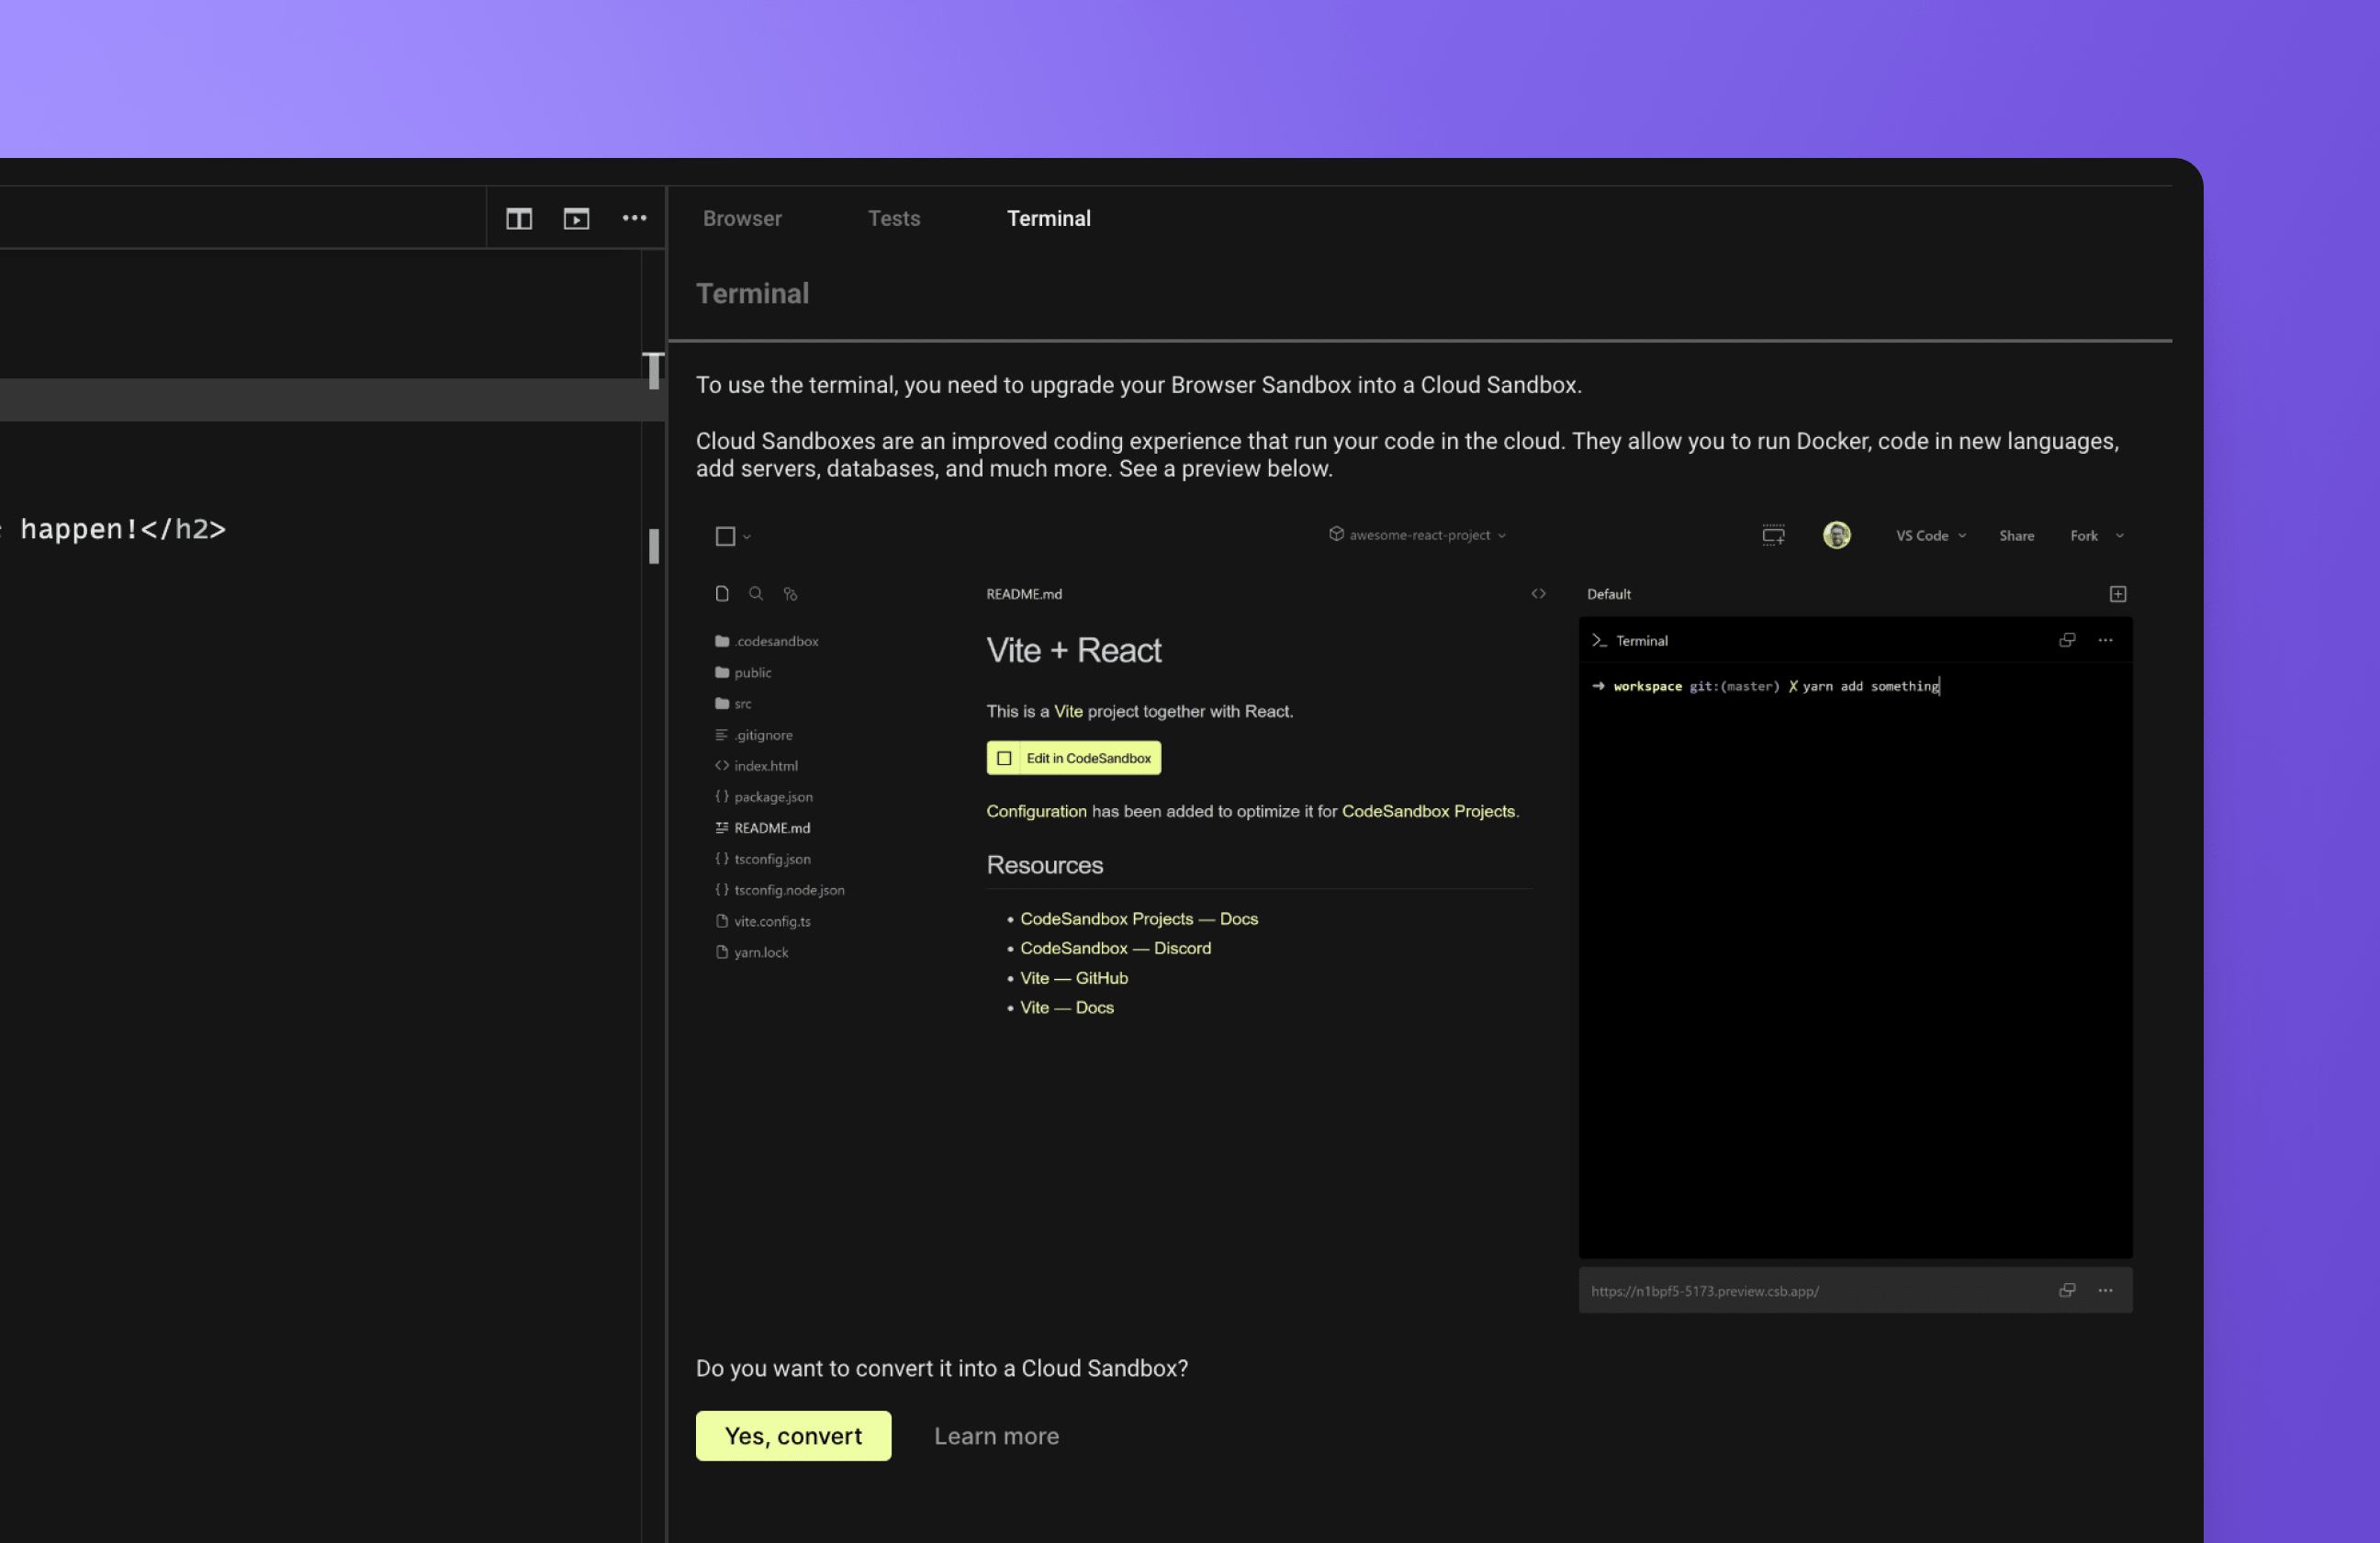 Browser Tests Terminal
Terminal
To use the terminal, you need to upgrade your Browser Sandbox into a Cloud Sandbox.
Cloud Sandboxes are an improved coding experience that run your code in the cloud. They allow you to run Docker, code in new languages,
add servers, databases, and much more. See a preview below.
happen!</h2>
awesome-react-project
VS Code
Share
Fork
.codesandbox
public
src
.gitignore
index.html
package.json
README.md
tsconfig.json
tsconfig.node.json
vite.config.ts
yarn.lock
README.md
Vite + React
This is a Vite project together with React.
Edit in CodeSandbox
Configuration has been added to optimize it for CodeSandbox Projects.
Resources
• CodeSandbox Projects — Docs
• CodeSandbox — Discord
• Vite — GitHub
• Vite — Docs
Default
Terminal
→ workspace git:(master) ✗ yarn add something
https://n1bpf5-5173.preview.csb.app/
Do you want to convert it into a Cloud Sandbox?
Yes, convert
Learn more